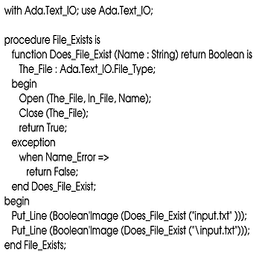 with Ada.Text_IO; use Ada.Text_IO;
procedure File_Exists is
function Does_File_Exist (Name : String) return Boolean is
The_File : Ada.Text_IO.File_Type;
begin
Open (The_File, In_File, Name);
Close (The_File);
return True;
exception
when Name_Error =>
return False;
end Does_File_Exist;
begin
Put_Line (Boolean'Image (Does_File_Exist ("input.txt" )));
Put_Line (Boolean'Image (Does_File_Exist ("\input.txt")));
end File_Exists;